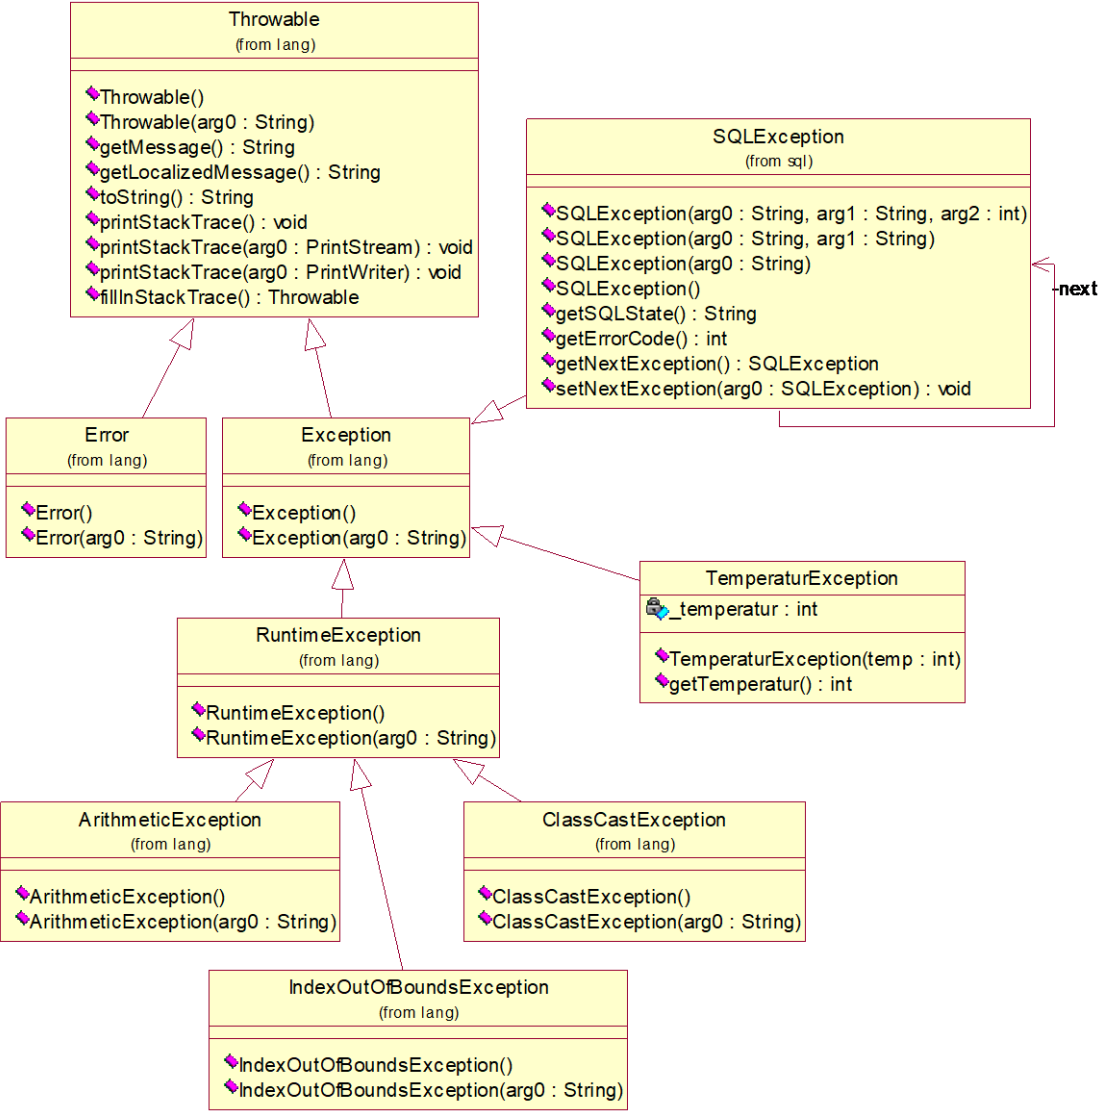 Throwable
(from lang)
Throwable()
Throwable(arg0 : String)
getMessage() : String
getLocalizedMessage() : String
toString() : String
printStackTrace() : void
printStackTrace(arg0 : PrintStream) : void
printStackTrace(arg0 : PrintWriter) : void
fillInStackTrace() : Throwable
SQLException
(from sql)
SQLException(arg0 : String, arg1 : String, arg2 : int)
SQLException(arg0 : String, arg1 : String)
SQLException(arg0 : String)
SQLException()
getSQLState() : String
getErrorCode() : int
getNextException() : SQLException
setNextException(arg0 : SQLException) : void
-next
Error
(from lang)
Error()
Error(arg0 : String)
Exception
(from lang)
Exception()
Exception(arg0 : String)
TemperaturException
_temperatur : int
TemperaturException(temp : int)
getTemperatur() : int
RuntimeException
(from lang)
RuntimeException()
RuntimeException(arg0 : String)
ArithmeticException
(from lang)
ArithmeticException()
ArithmeticException(arg0 : String)
ClassCastException
(from lang)
ClassCastException()
ClassCastException(arg0 : String)
IndexOutOfBoundsException
(from lang)
IndexOutOfBoundsException()
IndexOutOfBoundsException(arg0 : String)